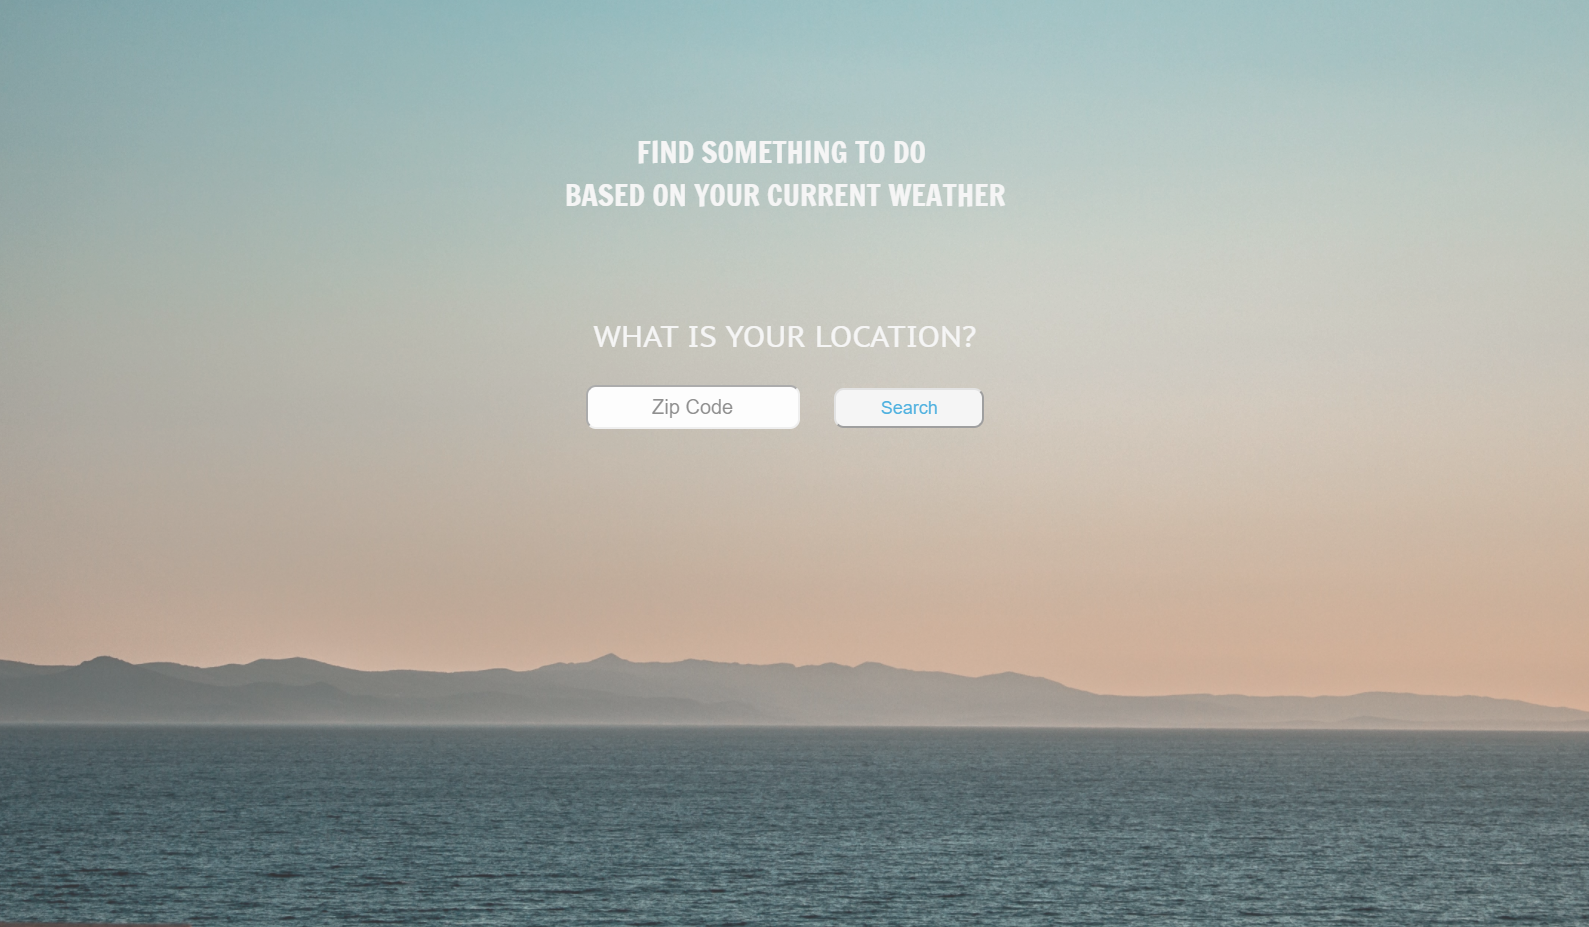 FIND SOMETHING TO DO
BASED ON YOUR CURRENT WEATHER
WHAT IS YOUR LOCATION?
Zip Code
Search